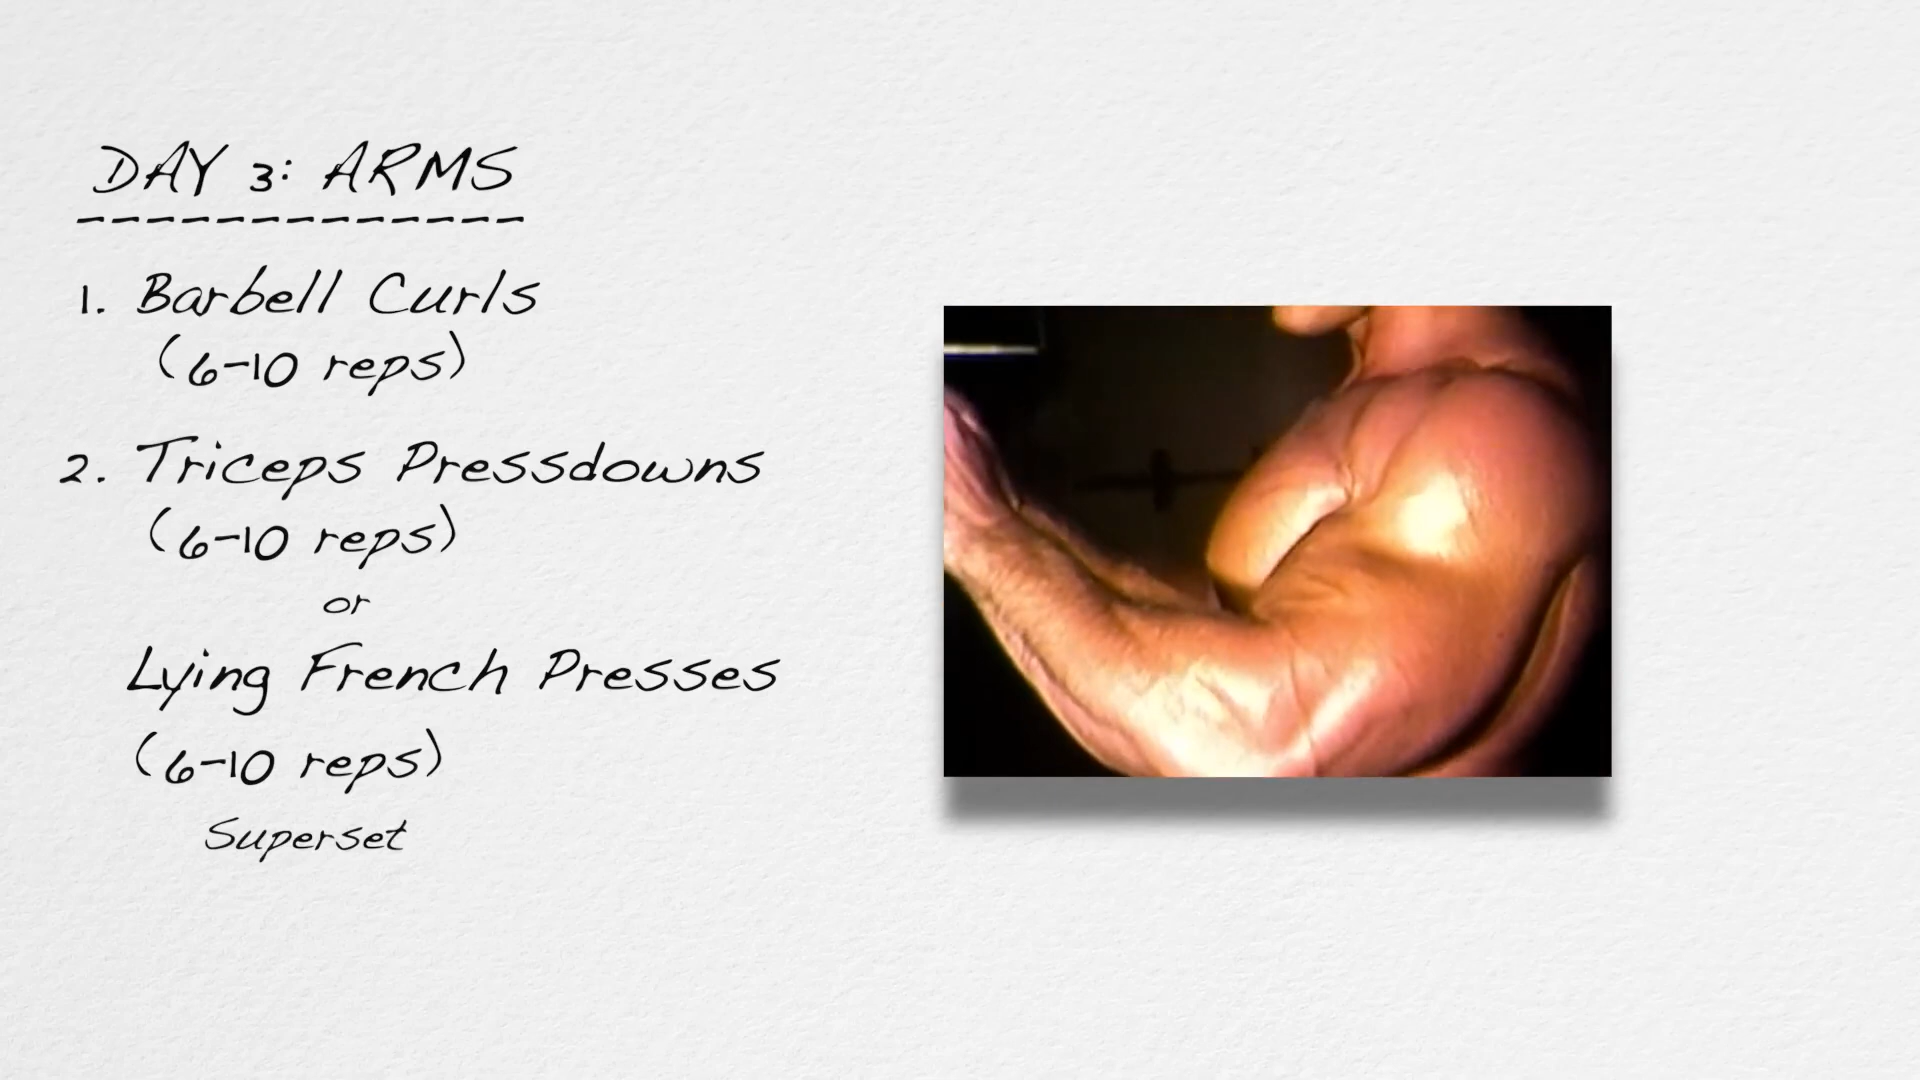 DAY 3: ARMS
-------------
1. Barbell Curls
(6-10 reps)
2. Triceps Pressdowns
(6-10 reps)
or
Lying French Presses
(6-10 reps)
Superset